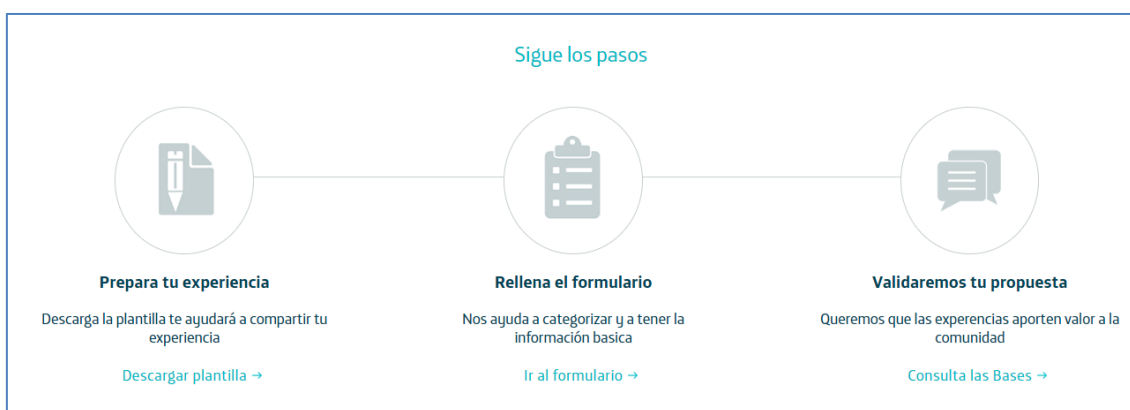 Sigue los pasos
Prepara tu experiencia
Descarga la plantilla te ayudará a compartir tu
experiencia
Descargar plantilla →
Rellena el formulario
Nos ayuda a categorizar y a tener la
información basica
Ir al formulario →
Validaremos tu propuesta
Queremos que las experencias aporten valor a la
comunidad
Consulta las Bases →